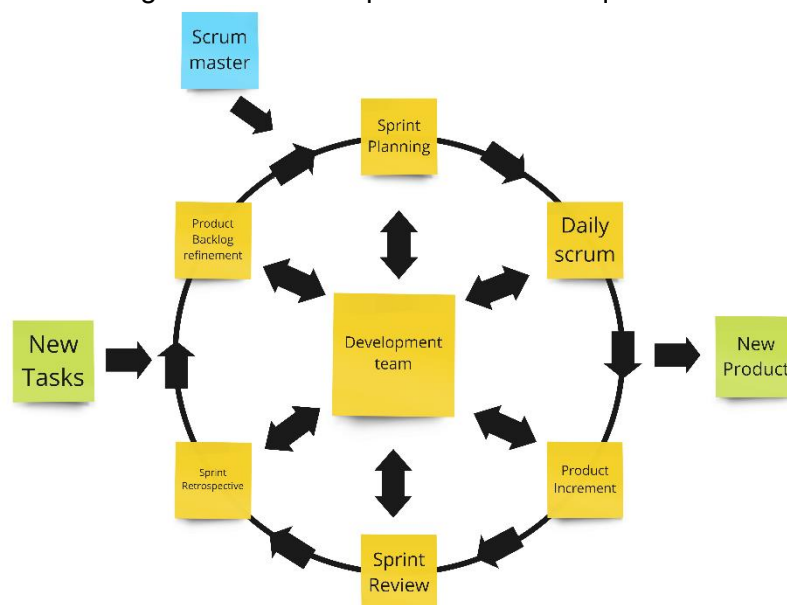 Scrum
master
Sprint
Planning
Product
Backlog
refinement
Daily
scrum
New
Tasks
Development
team
New
Product
Sprint
Retrospective
Product
Increment
Sprint
Review